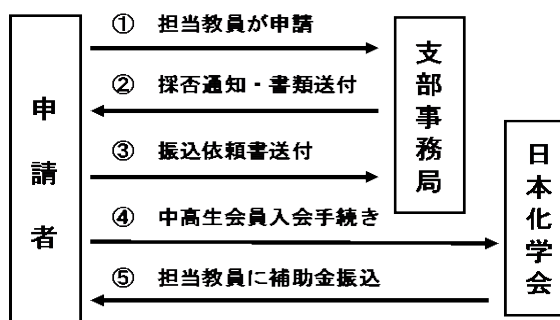 申請者
① 担当教員が申請
② 採否通知・書類送付
③ 振込依頼書送付
④ 中高生会員入会手続き
⑤ 担当教員に補助金振込
支部事務局
日本化学会